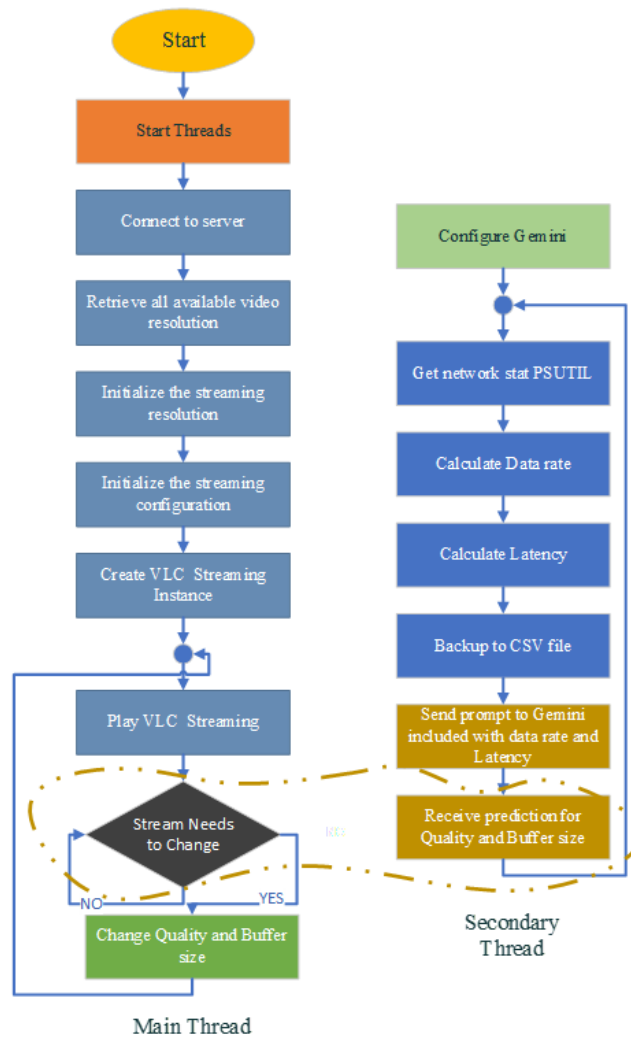 Start
Start Threads
Connect to server
Retrieve all available video
resolution
Initialize the streaming
resolution
Initialize the streaming
configuration
Create VLC Streaming
Instance
Play VLC Streaming
Stream Needs
to Change
NO
YES
Change Quality and Buffer
size
Main Thread
Configure Gemini
Get network stat PSUTIL
Calculate Data rate
Calculate Latency
Backup to CSV file
Send prompt to Gemini
included with data rate and
Latency
Receive prediction for
Quality and Buffer size
Secondary
Thread